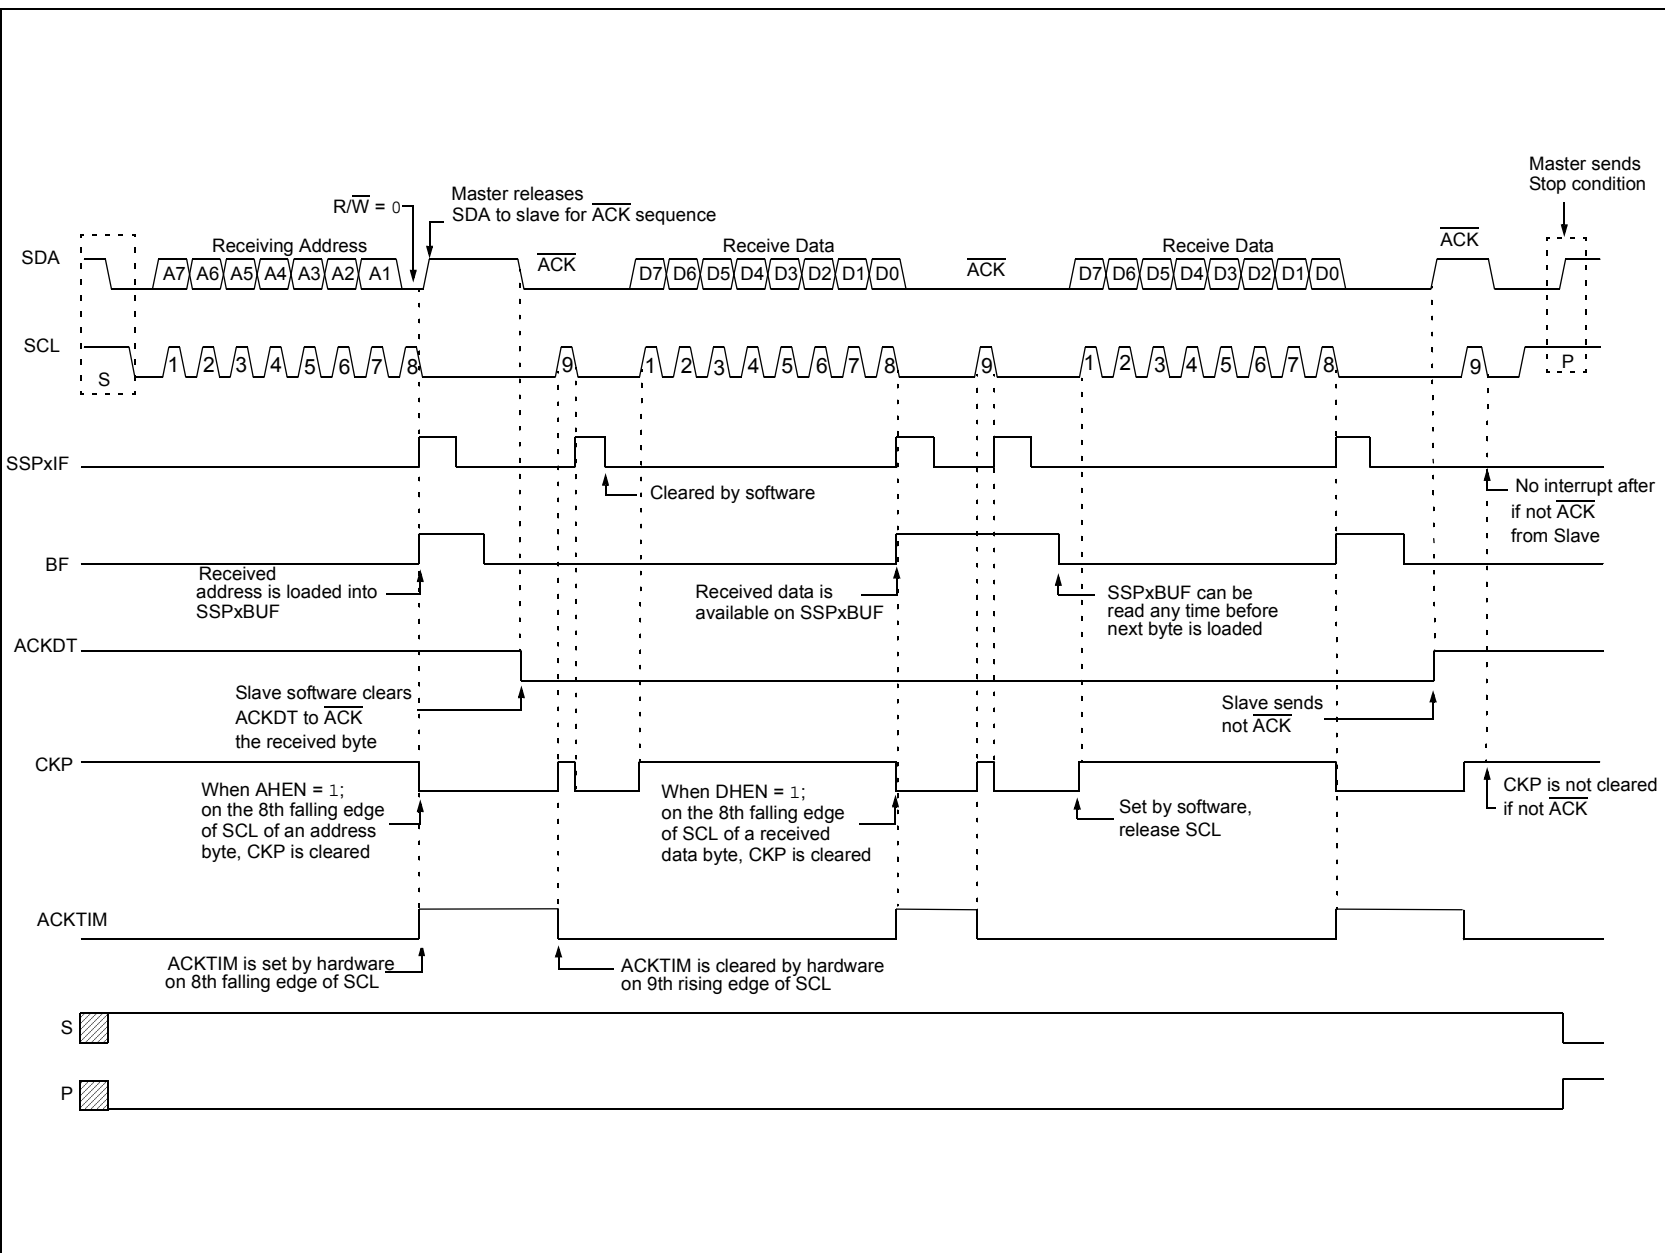 Master sends
Stop condition
R/W = 0
Master releases
SDA to slave for ACK sequence
SDA
Receiving Address
ACK
Receive Data
ACK
Receive Data
ACK
A7 A6 A5 A4 A3 A2 A1
D7 D6 D5 D4 D3 D2 D1 D0
D7 D6 D5 D4 D3 D2 D1 D0
SCL
S
1 2 3 4 5 6 7 8 9
1 2 3 4 5 6 7 8 9
1 2 3 4 5 6 7 8 9
P
SSPxIF
Cleared by software
No interrupt after
if not ACK
from Slave
BF
Received
address is loaded into
SSPxBUF
Received data is
available on SSPxBUF
SSPxBUF can be
read any time before
next byte is loaded
ACKDT
Slave software clears
ACKDT to ACK
the received byte
Slave sends
not ACK
CKP
When AHEN = 1;
on the 8th falling edge
of SCL of an address
byte, CKP is cleared
When DHEN = 1;
on the 8th falling edge
of SCL of a received
data byte, CKP is cleared
Set by software,
release SCL
CKP is not cleared
if not ACK
ACKTIM
ACKTIM is set by hardware
on 8th falling edge of SCL
ACKTIM is cleared by hardware
on 9th rising edge of SCL
S
P